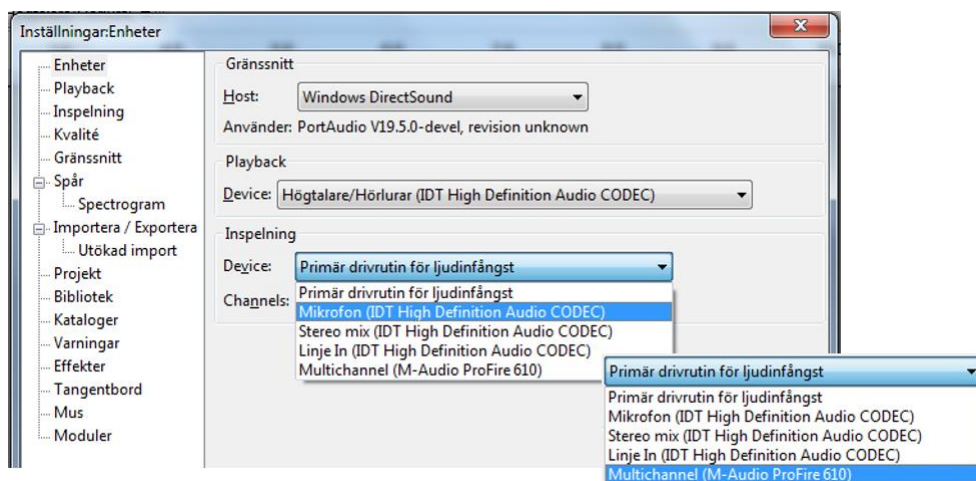 Inställningar:Enheter
Enheter
Playback
Inspelning
Kvalité
Gränssnitt
Spår
Spectrogram
Importera / Exportera
Utökad import
Projekt
Bibliotek
Kataloger
Varningar
Effekter
Tangentbord
Mus
Moduler
Gränssnitt
Host: Windows DirectSound
Använder: PortAudio V19.5.0-devel, revision unknown
Playback
Device: Högtalare/Hörlurar (IDT High Definition Audio CODEC)
Inspelning
Device: Primär drivrutin för ljudinfångst
Channels:
Primär drivrutin för ljudinfångst
Mikrofon (IDT High Definition Audio CODEC)
Stereo mix (IDT High Definition Audio CODEC)
Linje In (IDT High Definition Audio CODEC)
Multichannel (M-Audio ProFire 610)
Primär drivrutin för ljudinfångst
Primär drivrutin för ljudinfångst
Mikrofon (IDT High Definition Audio CODEC)
Stereo mix (IDT High Definition Audio CODEC)
Linje In (IDT High Definition Audio CODEC)
Multichannel (M-Audio ProFire 610)